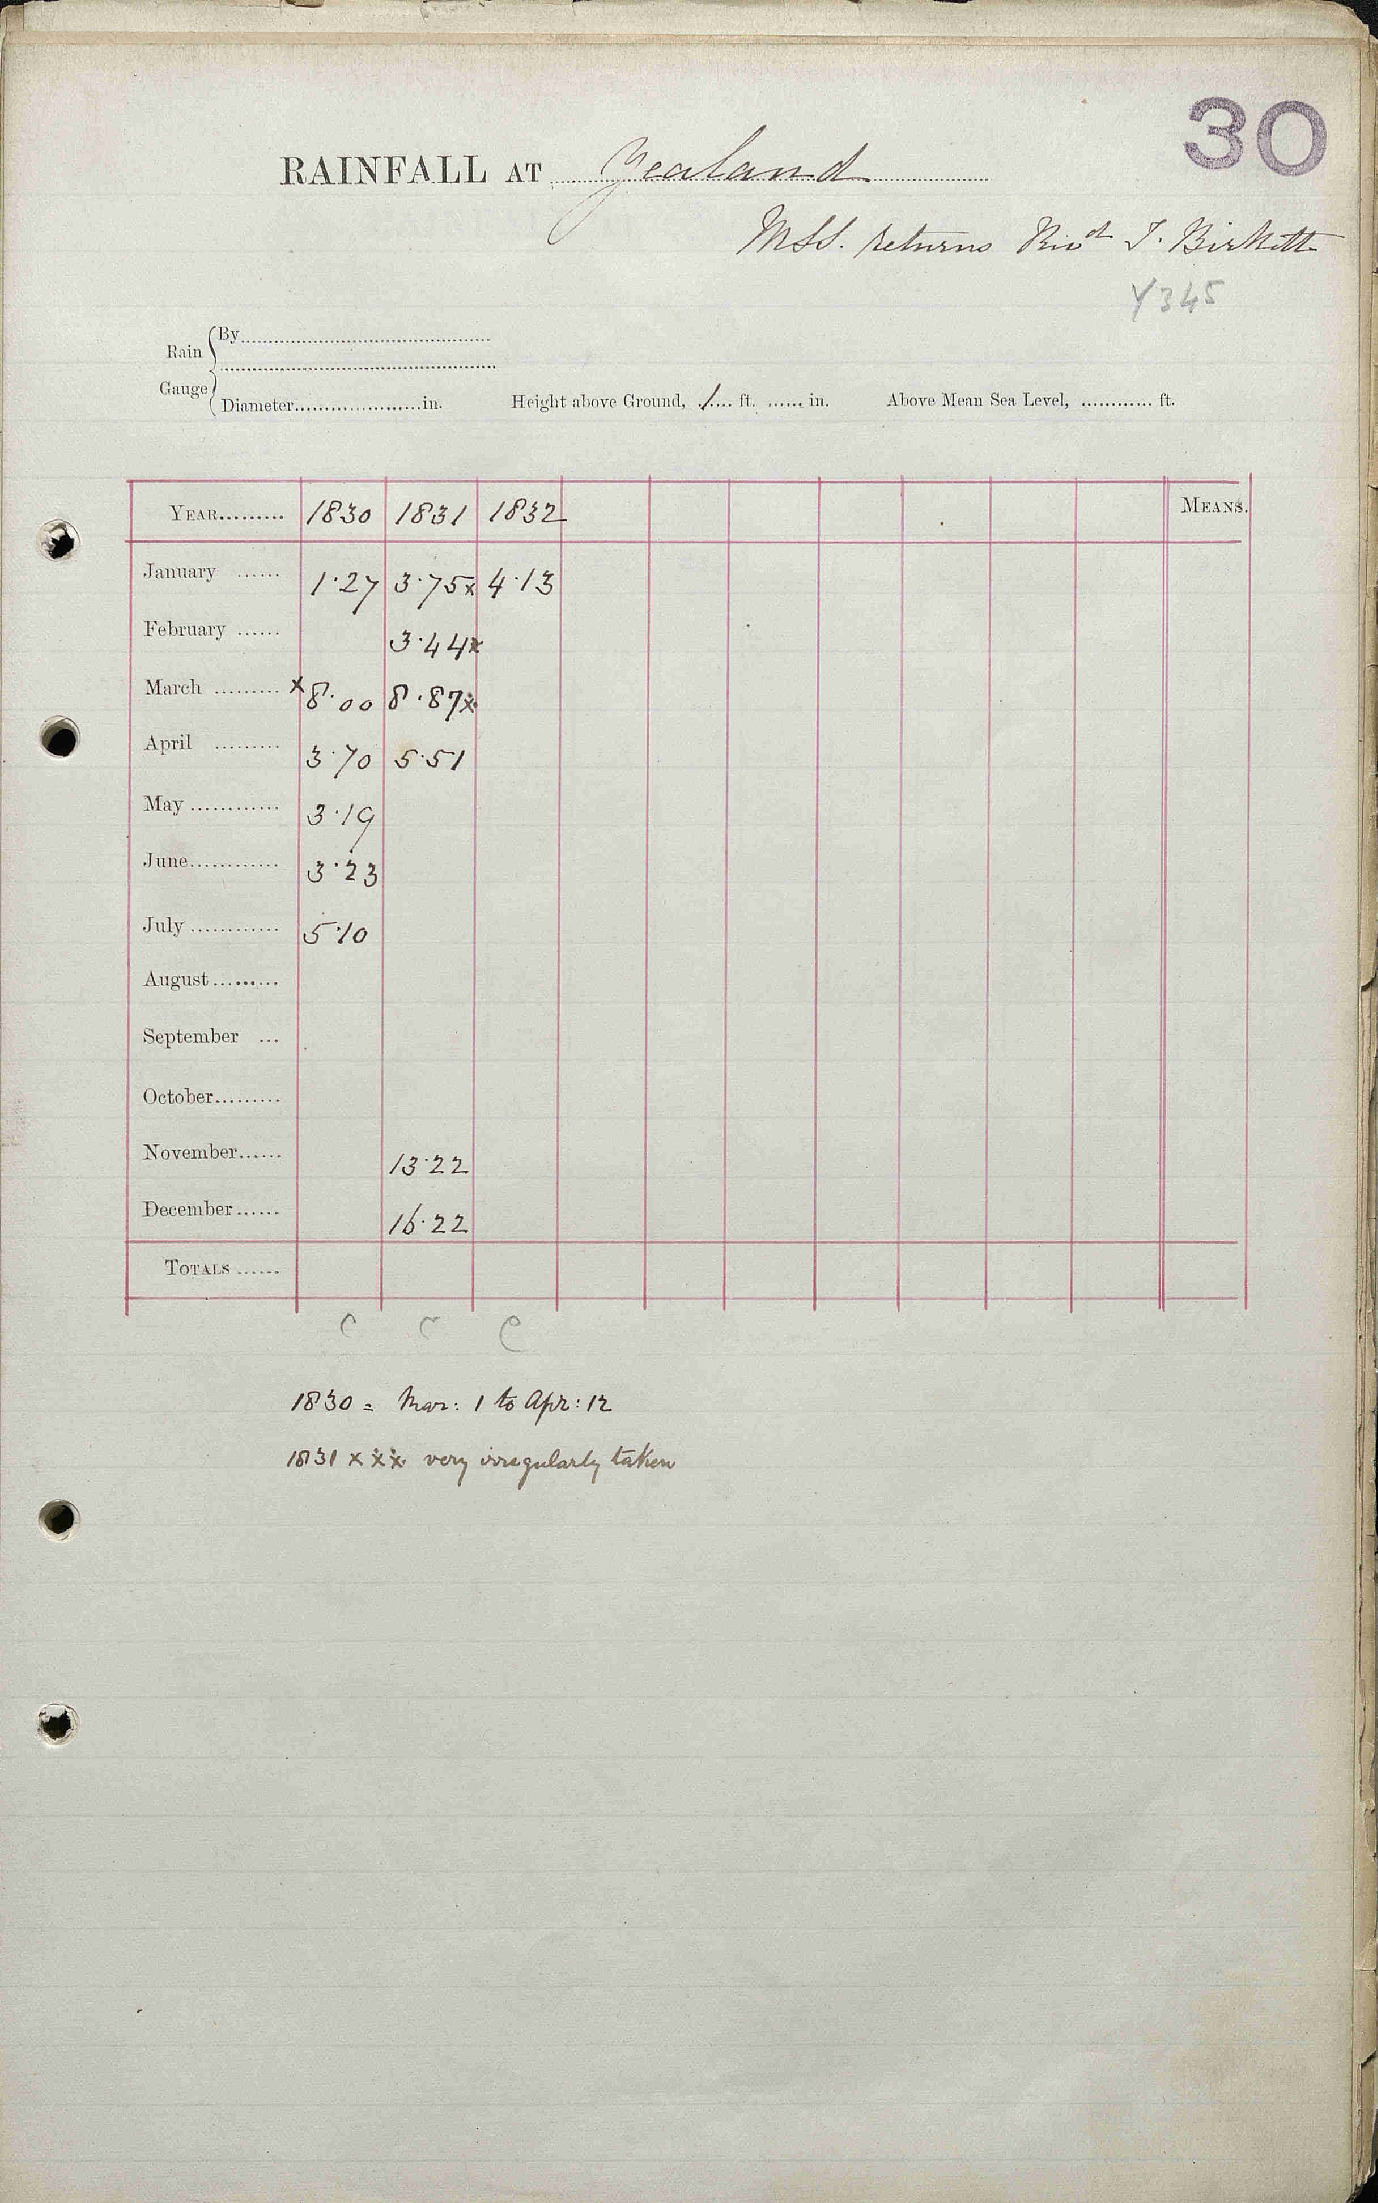 30
RAINFALL AT Yealand
MSS. returns Riv^d T. Birkett
Y345
Rain Gauge { By
Diameter in. Height above Ground, 1 ft. in. Above Mean Sea Level, ft.
YEAR 1830 1831 1832 MEANS.
January 1.27 3.75x 4.13
February 3.44x
March x8.00 8.87x
April 3.70 5.51
May 3.19
June 3.23
July 5.10
August
September
October
November 13.22
December 16.22
TOTALS
C C C
1830 = Mar: 1 to Apr: 12
1831 x x x very irregularly taken